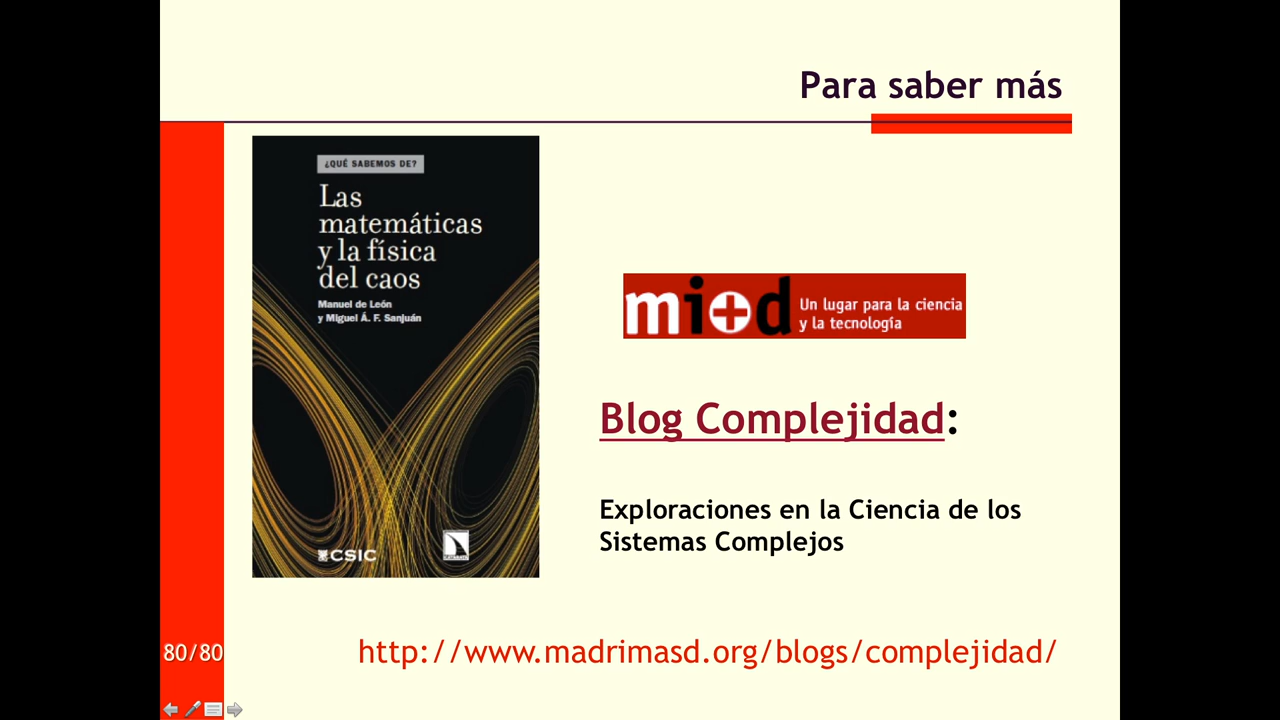 Para saber más
¿QUÉ SABEMOS DE?
Las
matemáticas
y la física
del caos
Manuel de León
y Miguel Á. F. Sanjuán
CSIC
mi+d
Un lugar para la ciencia
y la tecnología
Blog Complejidad:
Exploraciones en la Ciencia de los
Sistemas Complejos
80/80
http://www.madrimasd.org/blogs/complejidad/